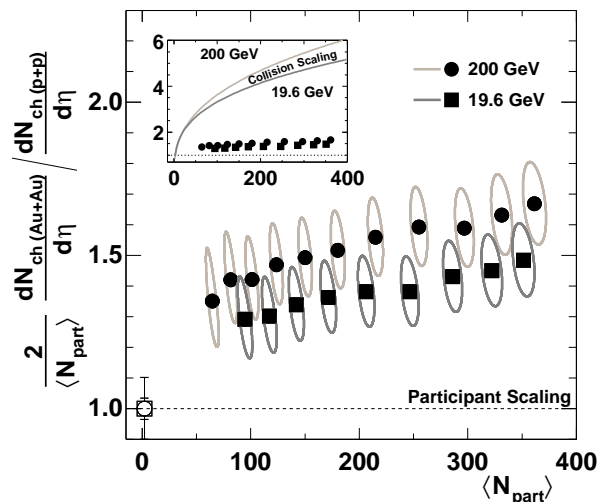 6
4
2
0
200
400
200 GeV
Collision Scaling
19.6 GeV
200 GeV
19.6 GeV
2.0
1.5
1.0
Participant Scaling
0
100
200
300
400
⟨N_part⟩
2
⟨N_part⟩
dN_ch (Au+Au)
dη
/
dN_ch (p+p)
dη